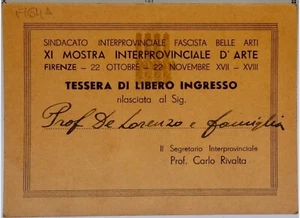 FIGLIA
SINDACATO INTERPROVINCIALE FASCISTA BELLE ARTI
XI MOSTRA INTERPROVINCIALE D'ARTE
FIRENZE - 22 OTTOBRE - 22 NOVEMBRE XVII - XVIII
TESSERA DI LIBERO INGRESSO
rilasciata al Sig.
Prof De Lorenzo e famiglia
Il Segretario Interprovinciale
Prof. Carlo Rivalta